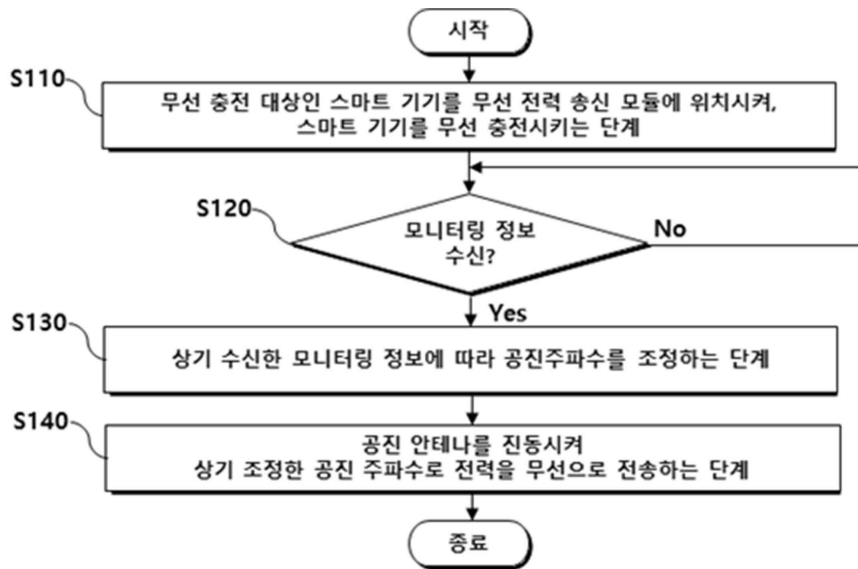 시작
S110
무선 충전 대상인 스마트 기기를 무선 전력 송신 모듈에 위치시켜,
스마트 기기를 무선 충전시키는 단계
S120
모니터링 정보
수신?
No
Yes
S130
상기 수신한 모니터링 정보에 따라 공진주파수를 조정하는 단계
S140
공진 안테나를 진동시켜
상기 조정한 공진 주파수로 전력을 무선으로 전송하는 단계
종료